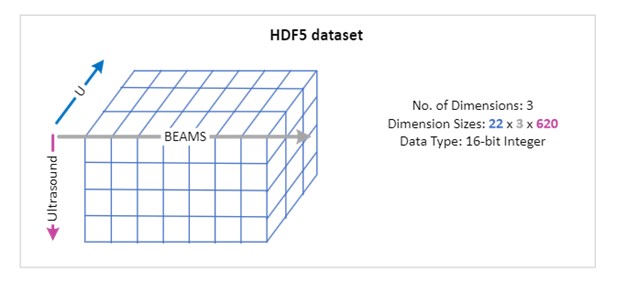 HDF5 dataset
U
BEAMS
Ultrasound
No. of Dimensions: 3
Dimension Sizes: 22 x 3 x 620
Data Type: 16-bit Integer